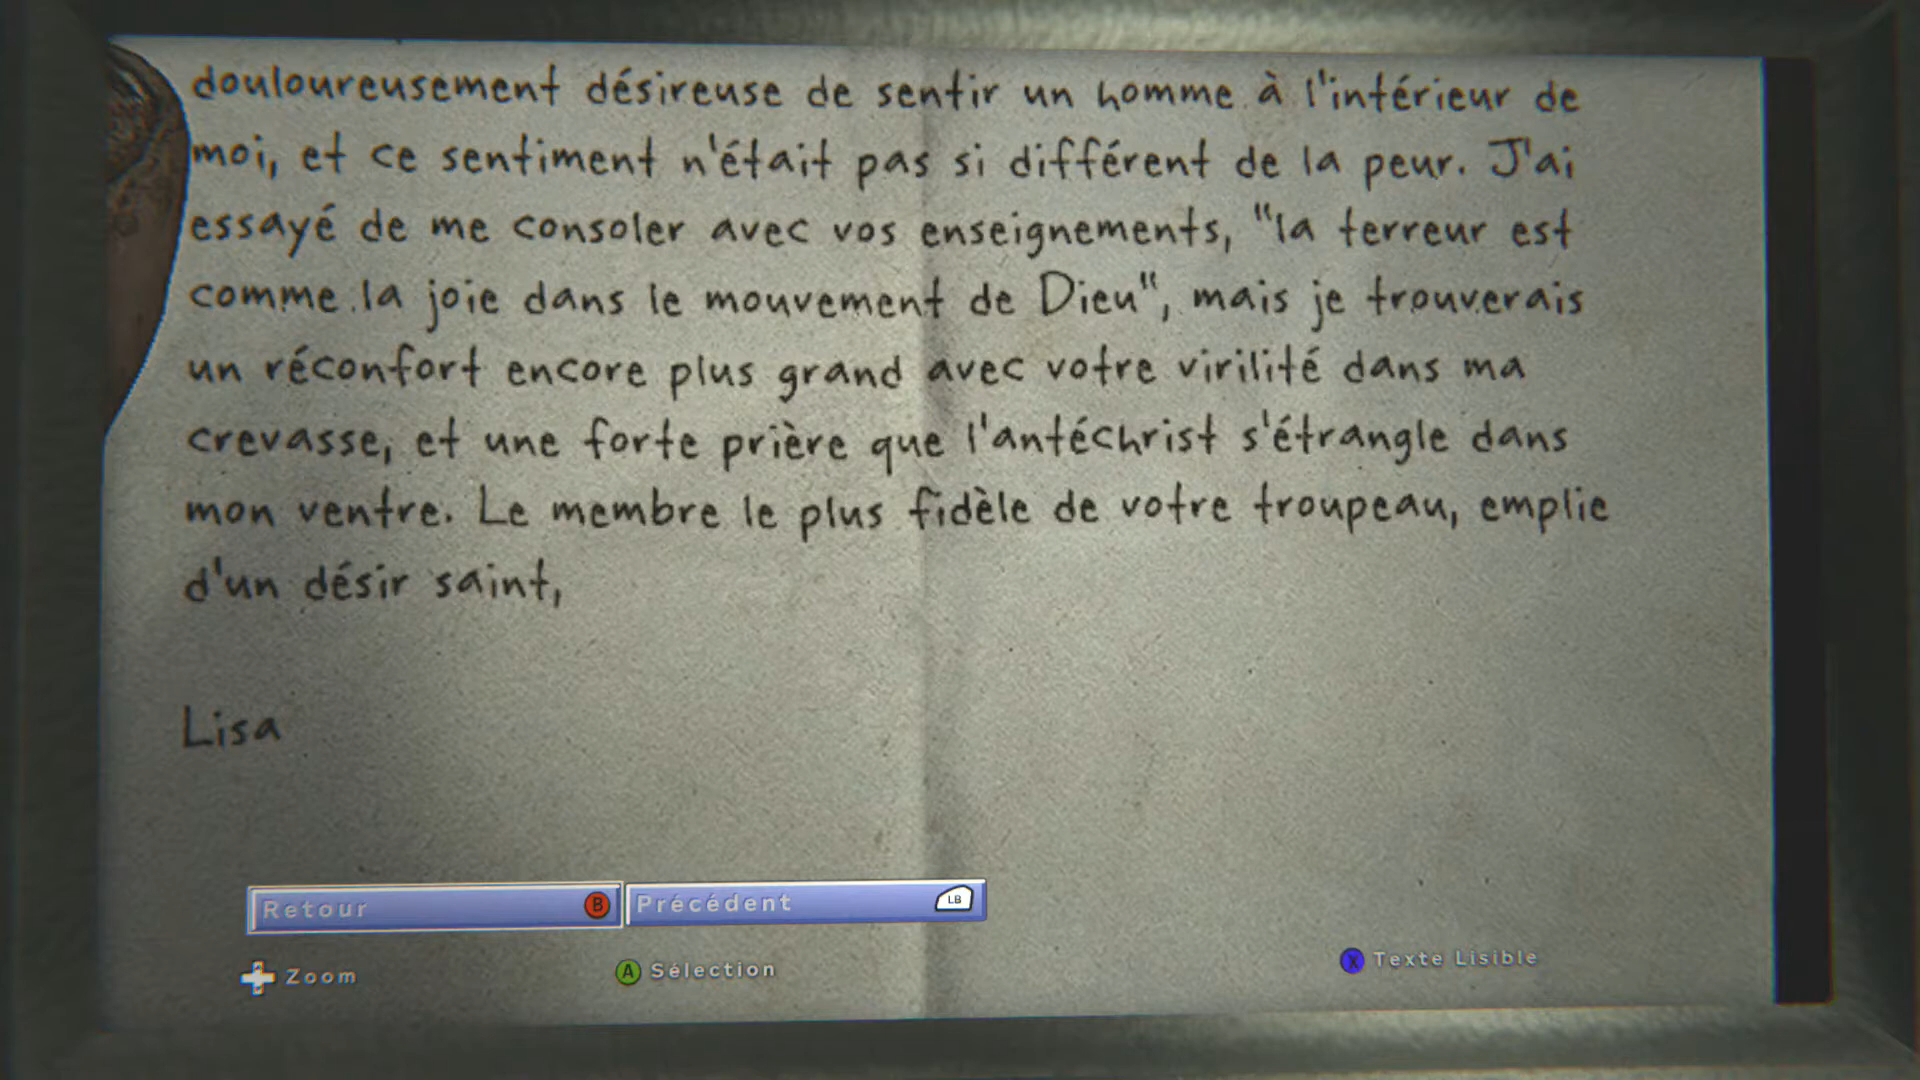 douloureusement désireuse de sentir un homme à l'intérieur de
moi, et ce sentiment n'était pas si différent de la peur. J'ai
essayé de me consoler avec vos enseignements, "la terreur est
comme la joie dans le mouvement de Dieu", mais je trouverais
un réconfort encore plus grand avec votre virilité dans ma
crevasse, et une forte prière que l'antéchrist s'étrangle dans
mon ventre. Le membre le plus fidèle de votre troupeau, emplie
d'un désir saint,
Lisa
Retour B Précédent LB
Zoom A Sélection X Texte Lisible